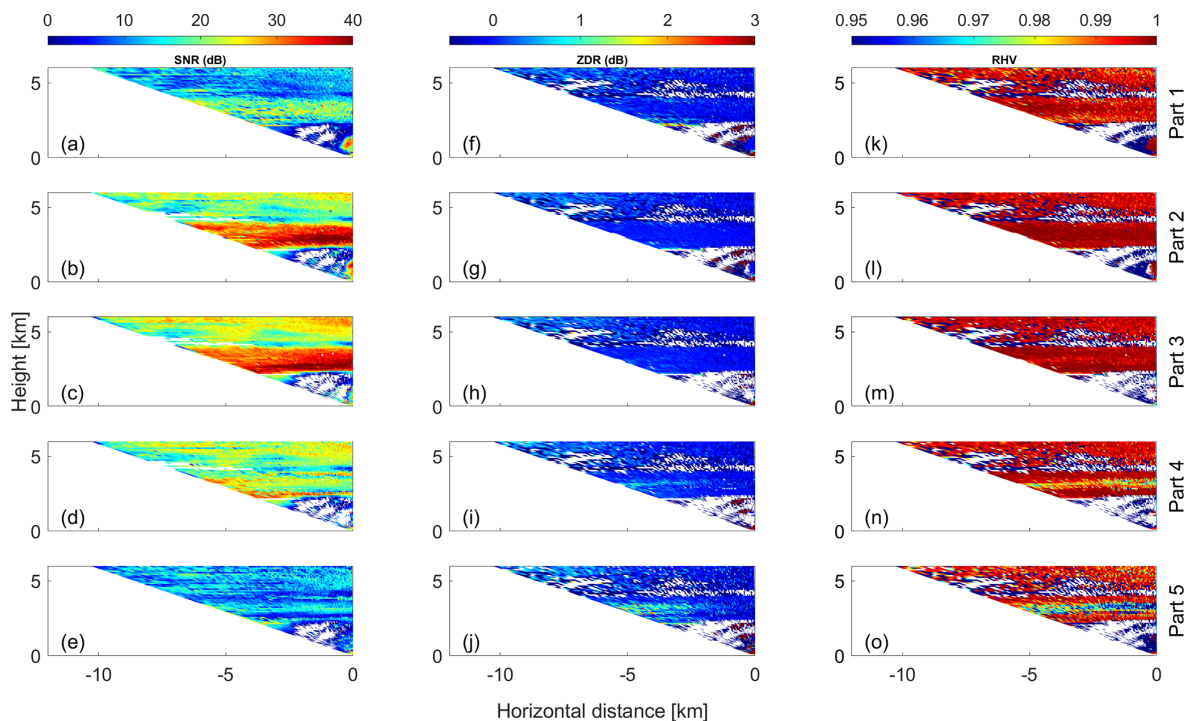 0 10 20 30 40
0 1 2 3
0.95 0.96 0.97 0.98 0.99 1
SNR (dB)
ZDR (dB)
RHV
5
0
(a)
5
0
(f)
5
0
(k)
Part 1
5
0
(b)
5
0
(g)
5
0
(l)
Part 2
5
0
(c)
5
0
(h)
5
0
(m)
Part 3
5
0
(d)
5
0
(i)
5
0
(n)
Part 4
5
0
(e)
5
0
(j)
5
0
(o)
Part 5
-10 -5 0
-10 -5 0
-10 -5 0
Height [km]
Horizontal distance [km]